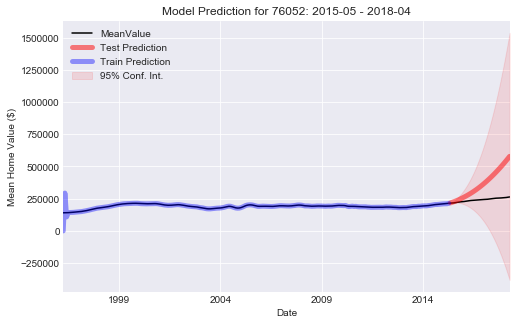 Model Prediction for 76052: 2015-05 - 2018-04
MeanValue
Test Prediction
Train Prediction
95% Conf. Int.
Mean Home Value ($)
1500000
1250000
1000000
750000
500000
250000
0
−250000
1999
2004
2009
2014
Date